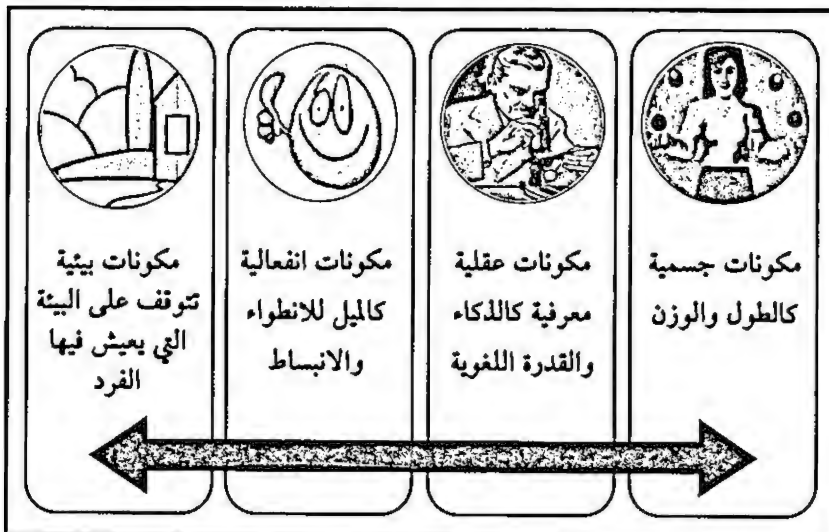 مكونات جسمية
كالطول والوزن
مكونات عقلية
معرفية كالذكاء
والقدرة اللغوية
مكونات انفعالية
كالميل للانطواء
والانبساط
مكونات بيئية
تتوقف على البيئة
التي يعيش فيها
الفرد